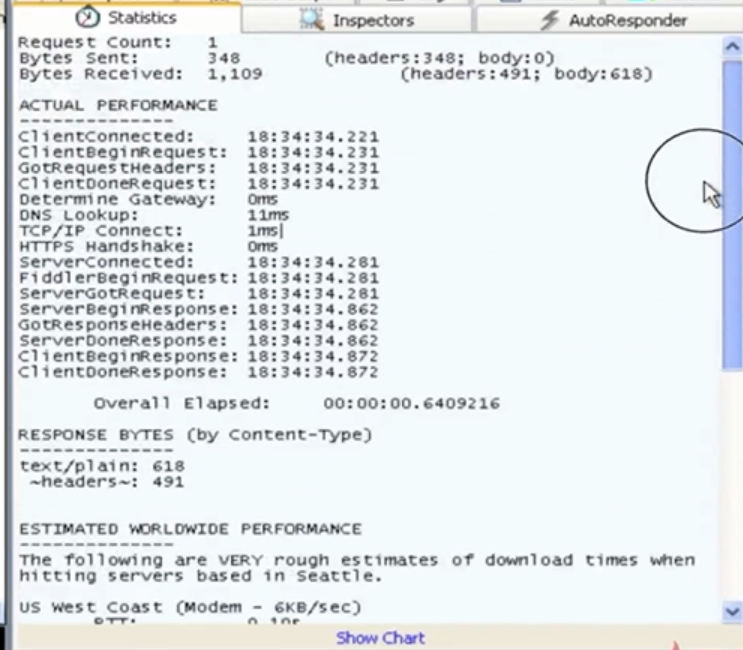 Statistics Inspectors AutoResponder
Request Count: 1
Bytes Sent: 348 (headers:348; body:0)
Bytes Received: 1,109 (headers:491; body:618)
ACTUAL PERFORMANCE
--------------
ClientConnected: 18:34:34.221
ClientBeginRequest: 18:34:34.231
GotRequestHeaders: 18:34:34.231
ClientDoneRequest: 18:34:34.231
Determine Gateway: 0ms
DNS Lookup: 11ms
TCP/IP Connect: 1ms
HTTPS Handshake: 0ms
ServerConnected: 18:34:34.281
FiddlerBeginRequest: 18:34:34.281
ServerGotRequest: 18:34:34.281
ServerBeginResponse: 18:34:34.862
GotResponseHeaders: 18:34:34.862
ServerDoneResponse: 18:34:34.862
ClientBeginResponse: 18:34:34.872
ClientDoneResponse: 18:34:34.872
Overall Elapsed: 00:00:00.6409216
RESPONSE BYTES (by Content-Type)
--------------
text/plain: 618
~headers~: 491
ESTIMATED WORLDWIDE PERFORMANCE
--------------
The following are VERY rough estimates of download times when
hitting servers based in Seattle.
US West Coast (Modem - 6KB/sec)
Show Chart